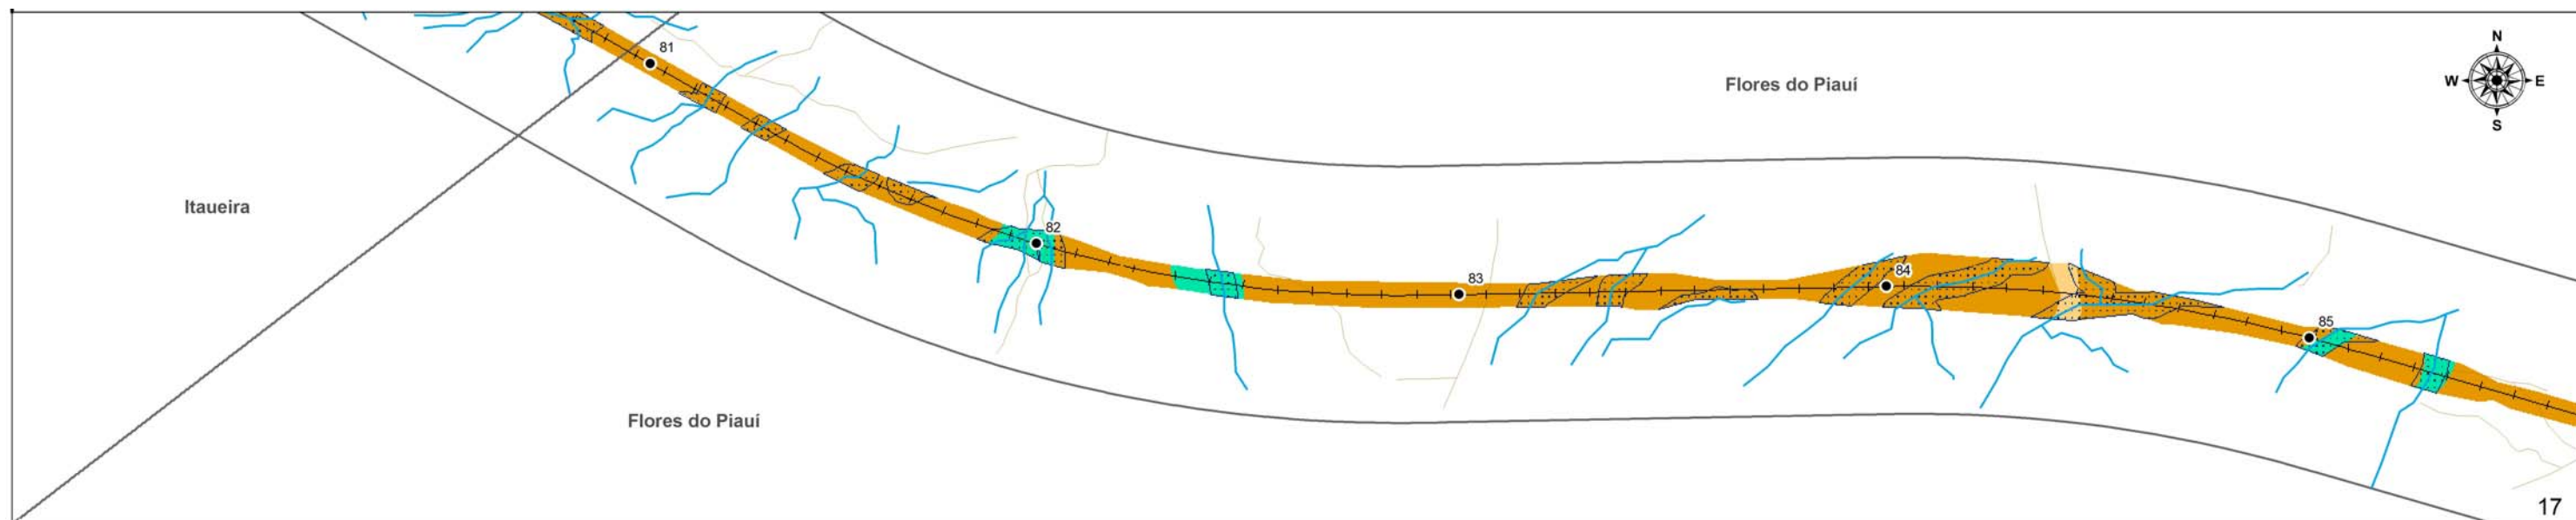 N
W E
S
81
Flores do Piauí
Itaueira
82
83
84
85
Flores do Piauí
17